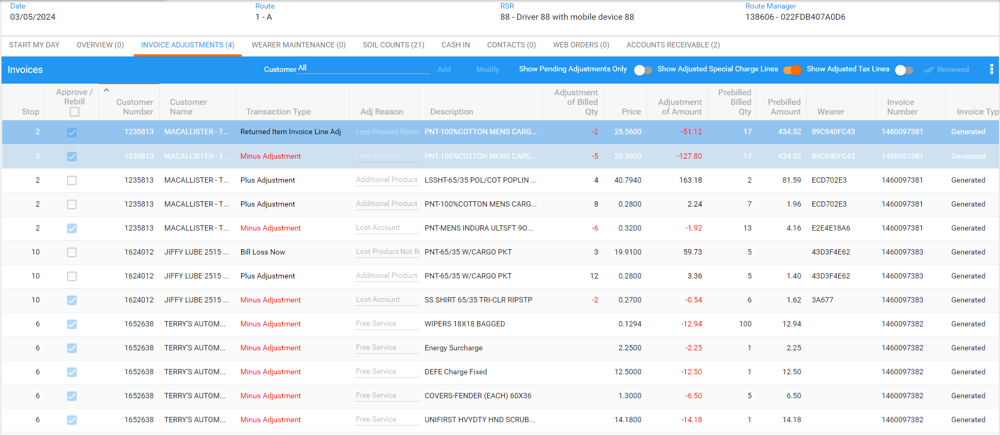 Date Route RSR Route Manager
03/05/2024 1 - A 88 - Driver 88 with mobile device 88 138606 - 022FDB407A0D6
START MY DAY OVERVIEW (0) INVOICE ADJUSTMENTS (4) WEARER MAINTENANCE (0) SOIL COUNTS (21) CASH IN CONTACTS (0) WEB ORDERS (0) ACCOUNTS RECEIVABLE (2)
Invoices Customer All Add Modify Show Pending Adjustments Only Show Adjusted Special Charge Lines Show Adjusted Tax Lines Reviewed
Stop Approve / Rebill Customer Number Customer Name Transaction Type Adj Reason Description Adjustment of Billed Qty Price Adjustment of Amount Prebilled Billed Qty Prebilled Amount Wearer Invoice Number Invoice Typ
2 1235813 MACALLISTER - T... Returned Item Invoice Line Adj Lost Product Return PNT-100%COTTON MENS CARG... -2 25.5600 -51.12 17 434.52 89C940FC43 1460097381 Generated
2 1235813 MACALLISTER - T... Minus Adjustment Lost Account PNT-100%COTTON MENS CARG... -5 25.5600 -127.80 17 434.52 89C940FC43 1460097381 Generated
2 1235813 MACALLISTER - T... Plus Adjustment Additional Product LSSHT-65/35 POL/COT POPLIN ... 4 40.7940 163.18 2 81.59 ECD702E3 1460097381 Generated
2 1235813 MACALLISTER - T... Plus Adjustment Additional Product PNT-100%COTTON MENS CARG... 8 0.2800 2.24 7 1.96 ECD702E3 1460097381 Generated
2 1235813 MACALLISTER - T... Minus Adjustment Lost Account PNT-MENS INDURA ULTSFT 9O... -6 0.3200 -1.92 13 4.16 E2E4E18A6 1460097381 Generated
10 1624012 JIFFY LUBE 2515 ... Bill Loss Now Lost Product Not R PNT-65/35 W/CARGO PKT 3 19.9100 59.73 5 43D3F4E62 1460097383 Generated
10 1624012 JIFFY LUBE 2515 ... Plus Adjustment Additional Product PNT-65/35 W/CARGO PKT 12 0.2800 3.36 5 1.40 43D3F4E62 1460097383 Generated
10 1624012 JIFFY LUBE 2515 ... Minus Adjustment Lost Account SS SHIRT 65/35 TRI-CLR RIPSTP -2 0.2700 -0.54 6 1.62 3A677 1460097383 Generated
6 1652638 TERRY'S AUTOM... Minus Adjustment Free Service WIPERS 18X18 BAGGED 0.1294 -12.94 100 12.94 1460097382 Generated
6 1652638 TERRY'S AUTOM... Minus Adjustment Free Service Energy Surcharge 2.2500 -2.25 1 2.25 1460097382 Generated
6 1652638 TERRY'S AUTOM... Minus Adjustment Free Service DEFE Charge Fixed 12.5000 -12.50 1 12.50 1460097382 Generated
6 1652638 TERRY'S AUTOM... Minus Adjustment Free Service COVERS-FENDER (EACH) 60X36 1.3000 -6.50 5 6.50 1460097382 Generated
6 1652638 TERRY'S AUTOM... Minus Adjustment Free Service UNIFIRST HVYDTY HND SCRUB... 14.1800 -14.18 1 14.18 1460097382 Generated